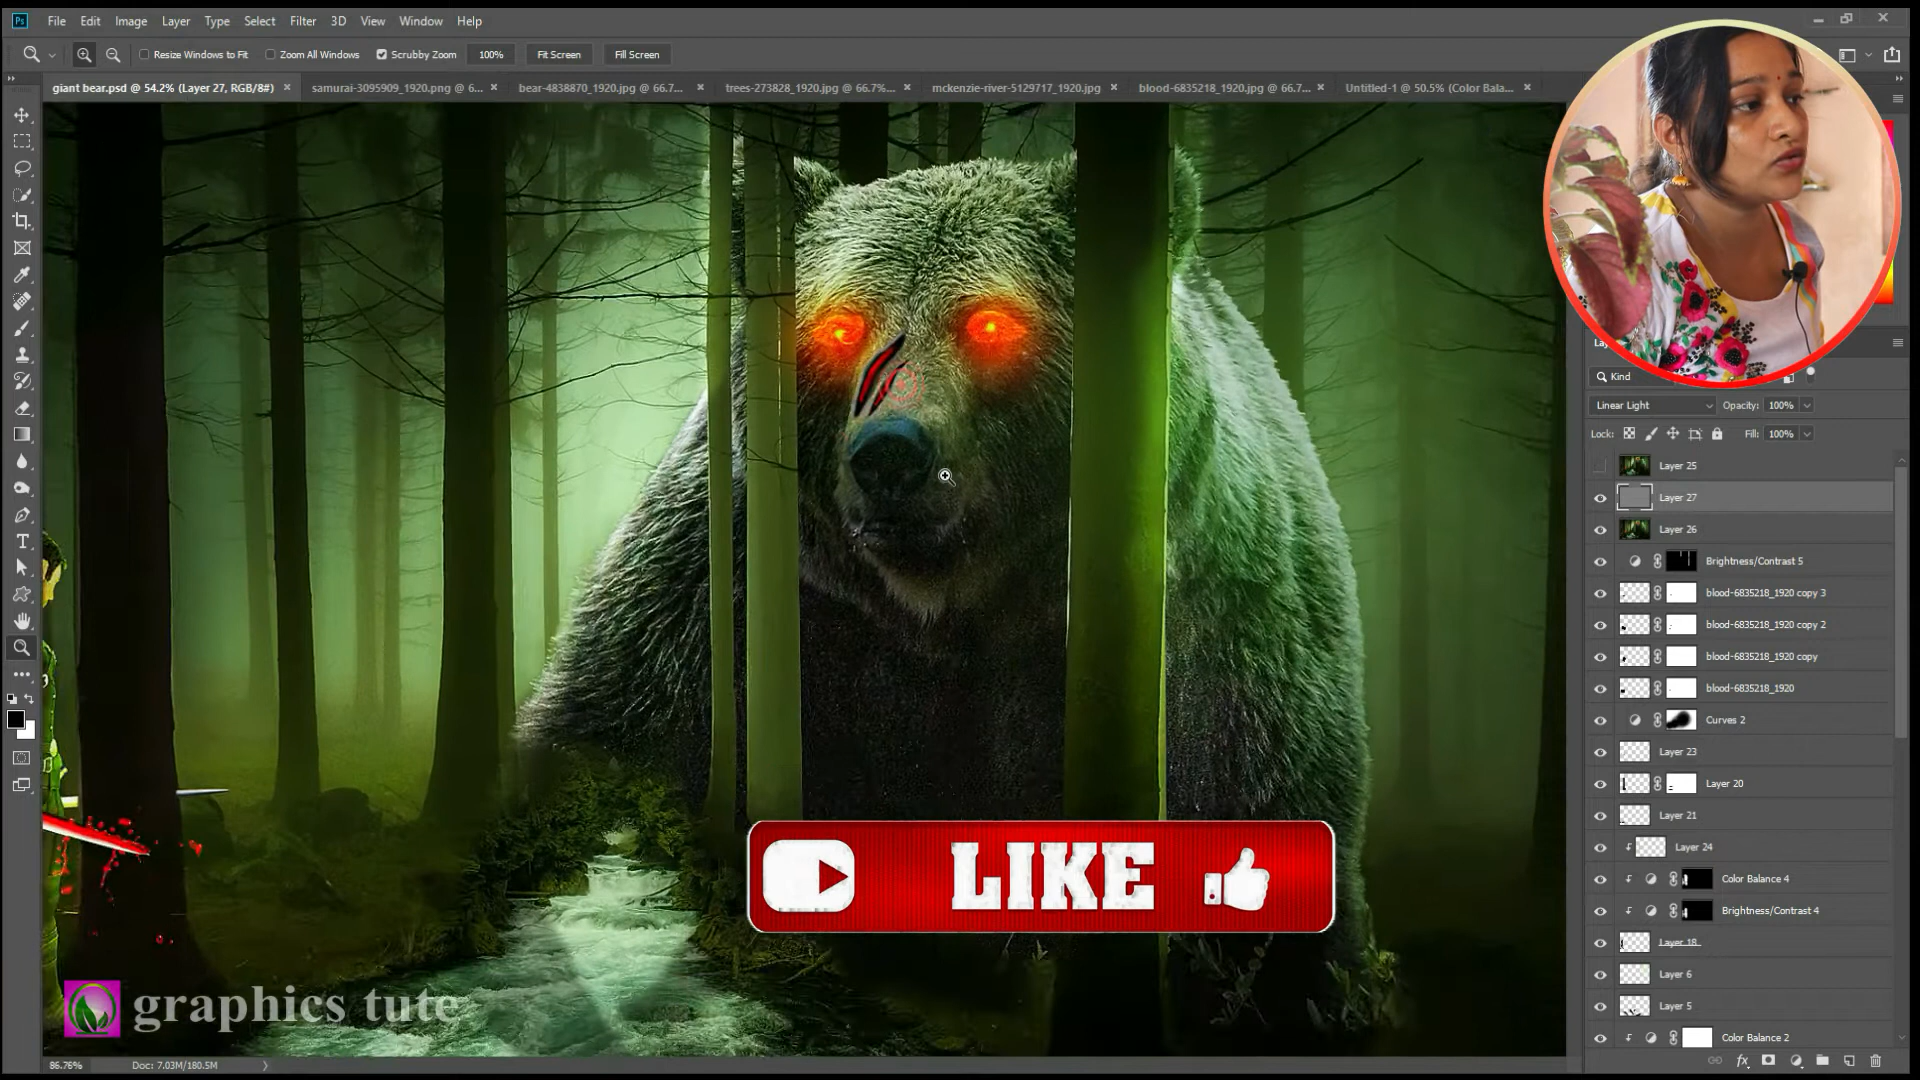 Ps File Edit Image Layer Type Select Filter 3D View Window Help
Resize Windows to Fit Zoom All Windows Scrubby Zoom 100% Fit Screen Fill Screen
giant bear.psd @ 54.2% (Layer 27, RGB/8#) samurai-3095909_1920.png @ 6... bear-4838870_1920.jpg @ 66.7... trees-273828_1920.jpg @ 66.7%... mckenzie-river-5129717_1920.jpg blood-6835218_1920.jpg @ 66.7... Untitled-1 @ 50.5% (Color Bala...
Kind
Linear Light Opacity: 100%
Lock: Fill: 100%
Layer 25
Layer 27
Layer 26
Brightness/Contrast 5
blood-6835218_1920 copy 3
blood-6835218_1920 copy 2
blood-6835218_1920 copy
blood-6835218_1920
Curves 2
Layer 23
Layer 20
Layer 21
Layer 24
Color Balance 4
Brightness/Contrast 4
Layer 18
Layer 6
Layer 5
Color Balance 2
LIKE
graphics tute
86.76% Doc: 7.03M/180.5M